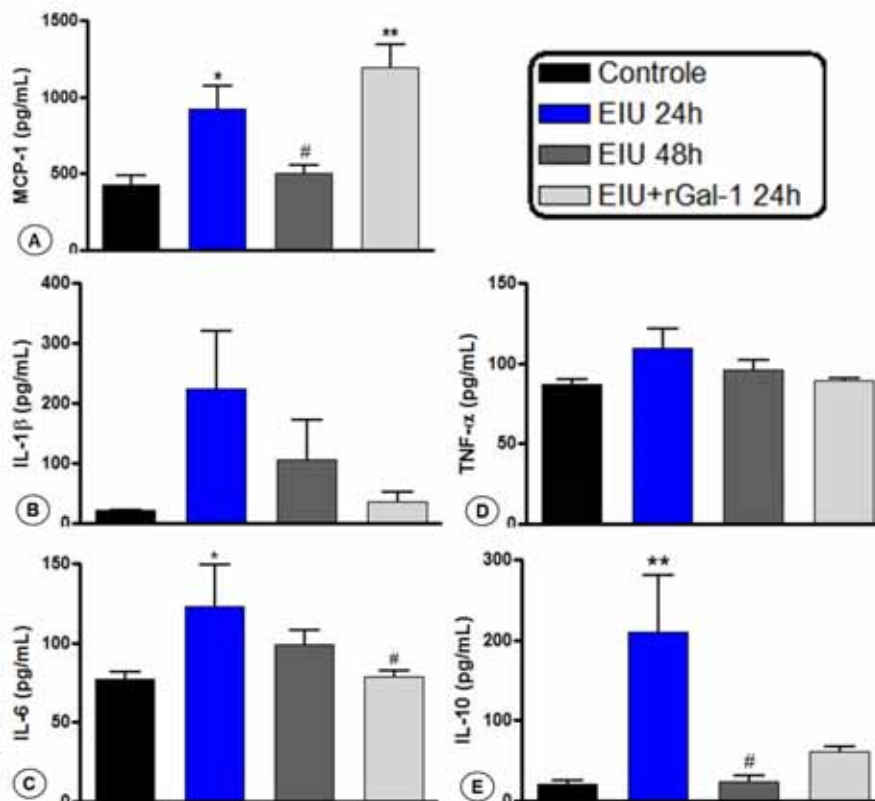 MCP-1 (pg/mL)
1500
1000
500
0
*
#
**
A
Controle
EIU 24h
EIU 48h
EIU+rGal-1 24h
IL-1β (pg/mL)
400
300
200
100
0
B
TNF-α (pg/mL)
150
100
50
0
D
IL-6 (pg/mL)
150
100
50
0
*
#
C
IL-10 (pg/mL)
300
200
100
0
**
#
E